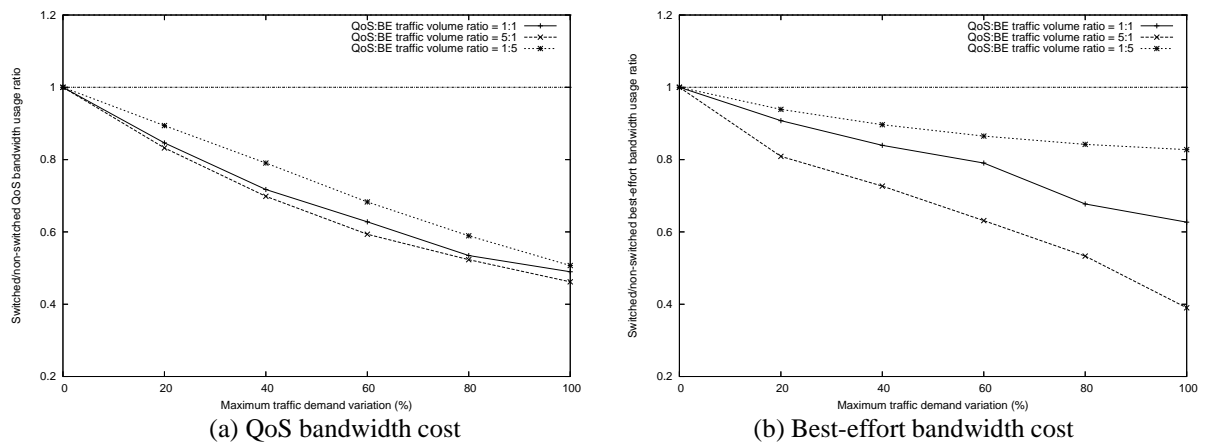 QoS:BE traffic volume ratio = 1:1
QoS:BE traffic volume ratio = 5:1
QoS:BE traffic volume ratio = 1:5
Switched/non-switched QoS bandwidth usage ratio
1
0.8
0.6
0.4
0.2
0 20 40 60 80 100
Maximum traffic demand variation (%)
(a) QoS bandwidth cost
QoS:BE traffic volume ratio = 1:1
QoS:BE traffic volume ratio = 5:1
QoS:BE traffic volume ratio = 1:5
Switched/non-switched best-effort bandwidth usage ratio
1
0.8
0.6
0.4
0.2
0 20 40 60 80 100
Maximum traffic demand variation (%)
(b) Best-effort bandwidth cost